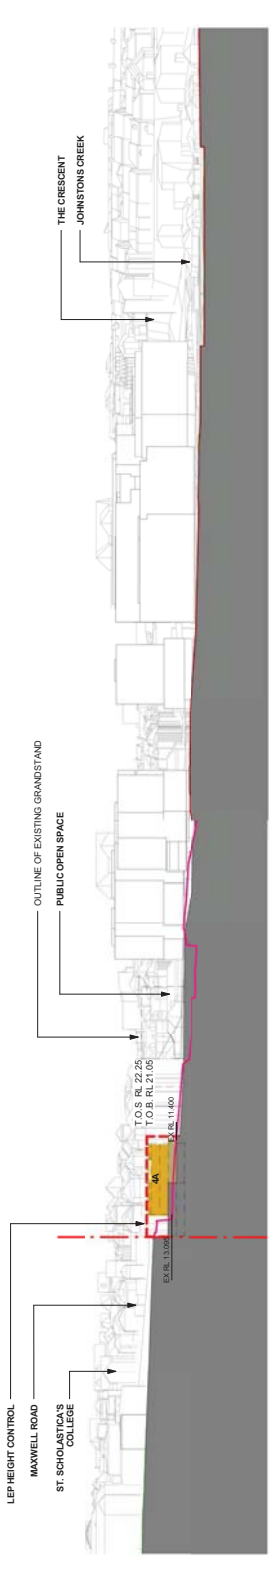 LEP HEIGHT CONTROL
MAXWELL ROAD
ST. SCHOLASTICA'S
COLLEGE
OUTLINE OF EXISTING GRANDSTAND
PUBLIC OPEN SPACE
THE CRESCENT
JOHNSTONS CREEK
T.O.S RL 22.25
T.O.B. RL 21.05
4A
EX RL 11.400
EX RL 13.095